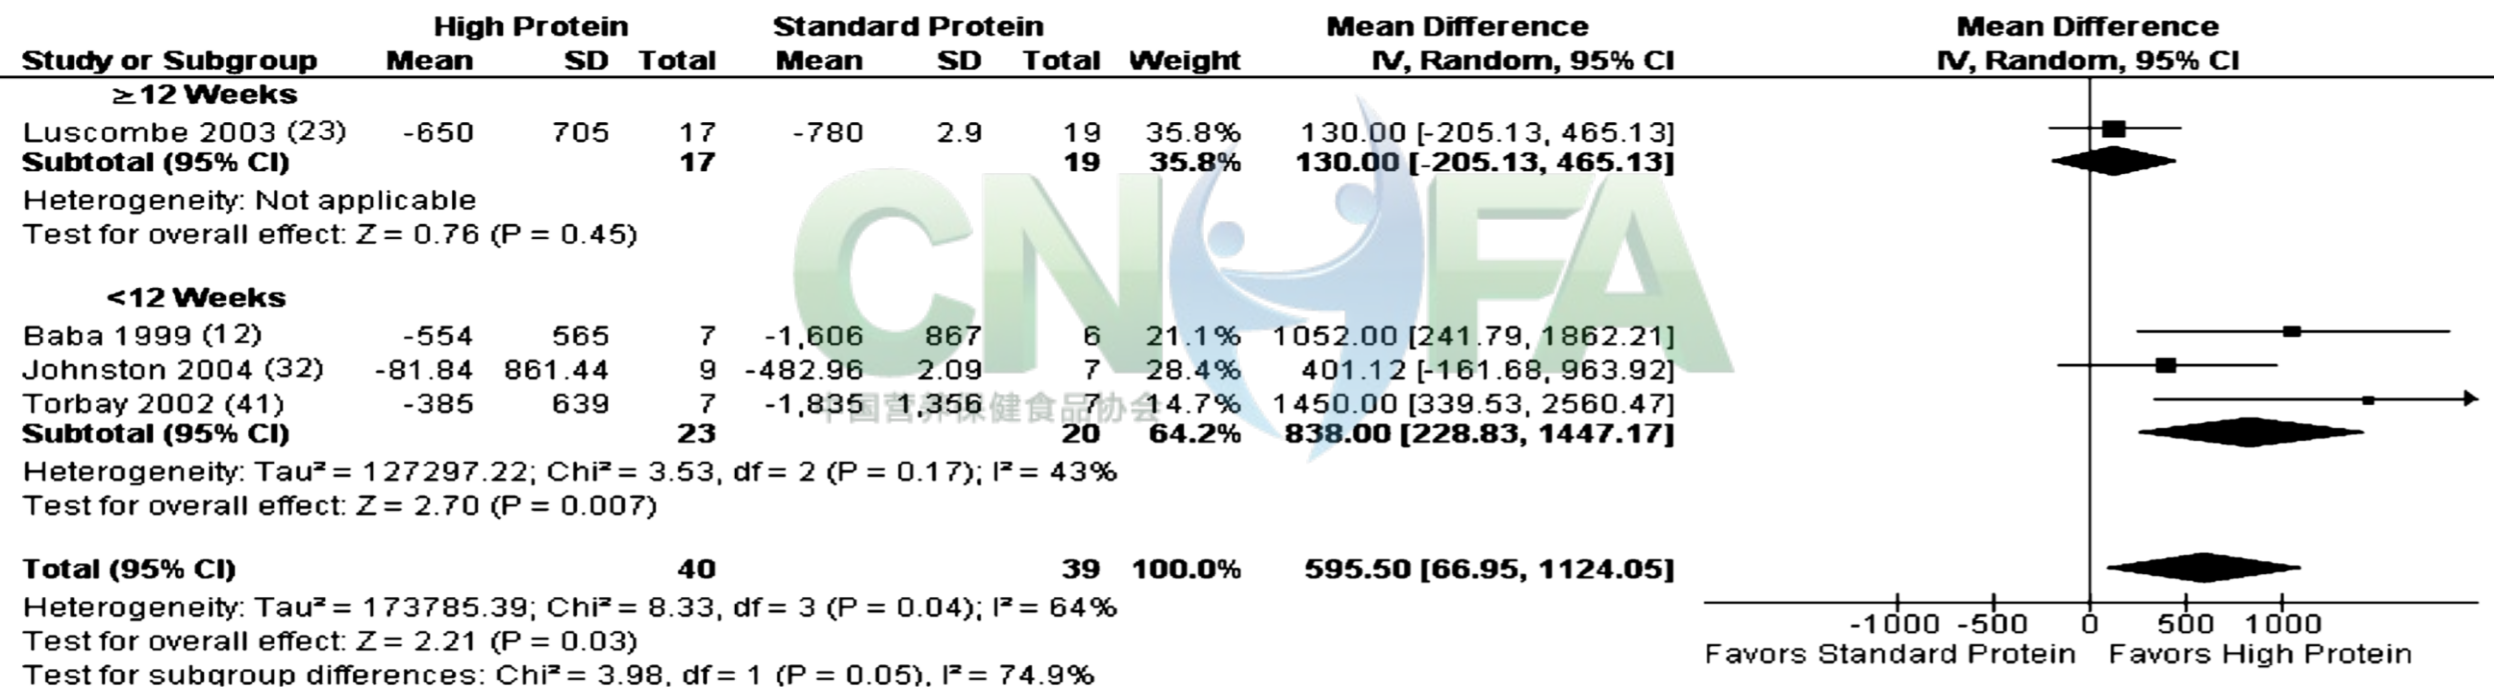 High Protein Standard Protein Mean Difference Mean Difference
Study or Subgroup Mean SD Total Mean SD Total Weight IV, Random, 95% CI IV, Random, 95% CI
≥12 Weeks
Luscombe 2003 (23) -650 705 17 -780 2.9 19 35.8% 130.00 [-205.13, 465.13]
Subtotal (95% CI) 17 19 35.8% 130.00 [-205.13, 465.13]
Heterogeneity: Not applicable
Test for overall effect: Z = 0.76 (P = 0.45)
<12 Weeks
Baba 1999 (12) -554 565 7 -1,606 867 6 21.1% 1052.00 [241.79, 1862.21]
Johnston 2004 (32) -81.84 861.44 9 -482.96 2.09 7 28.4% 401.12 [-161.68, 963.92]
Torbay 2002 (41) -385 639 7 -1,835 1,356 7 14.7% 1450.00 [339.53, 2560.47]
Subtotal (95% CI) 23 20 64.2% 838.00 [228.83, 1447.17]
Heterogeneity: Tau² = 127297.22; Chi² = 3.53, df = 2 (P = 0.17); I² = 43%
Test for overall effect: Z = 2.70 (P = 0.007)
Total (95% CI) 40 39 100.0% 595.50 [66.95, 1124.05]
Heterogeneity: Tau² = 173785.39; Chi² = 8.33, df = 3 (P = 0.04); I² = 64%
Test for overall effect: Z = 2.21 (P = 0.03)
Test for subgroup differences: Chi² = 3.98, df = 1 (P = 0.05), I² = 74.9%
-1000 -500 0 500 1000
Favors Standard Protein Favors High Protein
CNHFA
中国营养保健食品协会